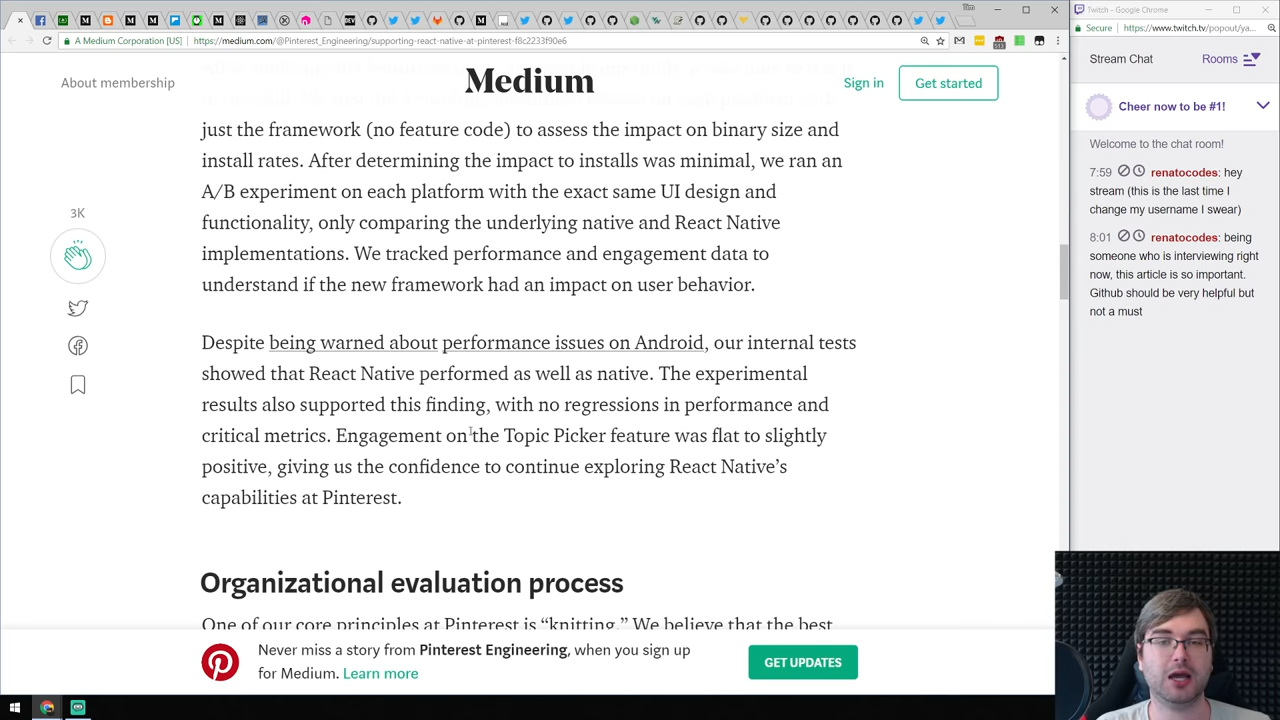 Tim
Twitch - Google Chrome
A Medium Corporation [US]
https://medium.com/@Pinterest_Engineering/supporting-react-native-at-pinterest-f8c2233f90e6
513
Secure
https://www.twitch.tv/popout/ya...
About membership
Medium
Sign in
Get started
Stream Chat
Rooms
Cheer now to be #1!
Welcome to the chat room!
7:59 renatocodes: hey
stream (this is the last time I
change my username I swear)
8:01 renatocodes: being
someone who is interviewing right
now, this article is so important.
Github should be very helpful but
not a must
3K
just the framework (no feature code) to assess the impact on binary size and
install rates. After determining the impact to installs was minimal, we ran an
A/B experiment on each platform with the exact same UI design and
functionality, only comparing the underlying native and React Native
implementations. We tracked performance and engagement data to
understand if the new framework had an impact on user behavior.
Despite being warned about performance issues on Android, our internal tests
showed that React Native performed as well as native. The experimental
results also supported this finding, with no regressions in performance and
critical metrics. Engagement on the Topic Picker feature was flat to slightly
positive, giving us the confidence to continue exploring React Native’s
capabilities at Pinterest.
Organizational evaluation process
One of our core principles at Pinterest is “knitting.” We believe that the best
Never miss a story from Pinterest Engineering, when you sign up
for Medium. Learn more
GET UPDATES